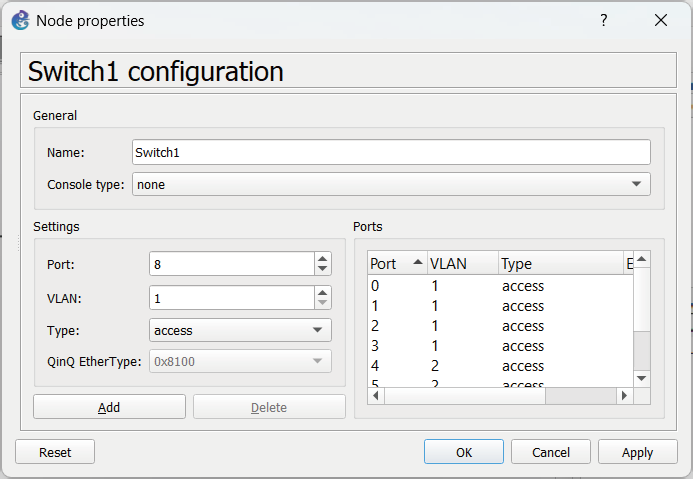 Node properties
Switch1 configuration
General
Name: Switch1
Console type: none
Settings
Port: 8
VLAN: 1
Type: access
QinQ EtherType: 0x8100
Add Delete
Ports
Port VLAN Type E
0 1 access
1 1 access
2 1 access
3 1 access
4 2 access
5 2 access
Reset OK Cancel Apply